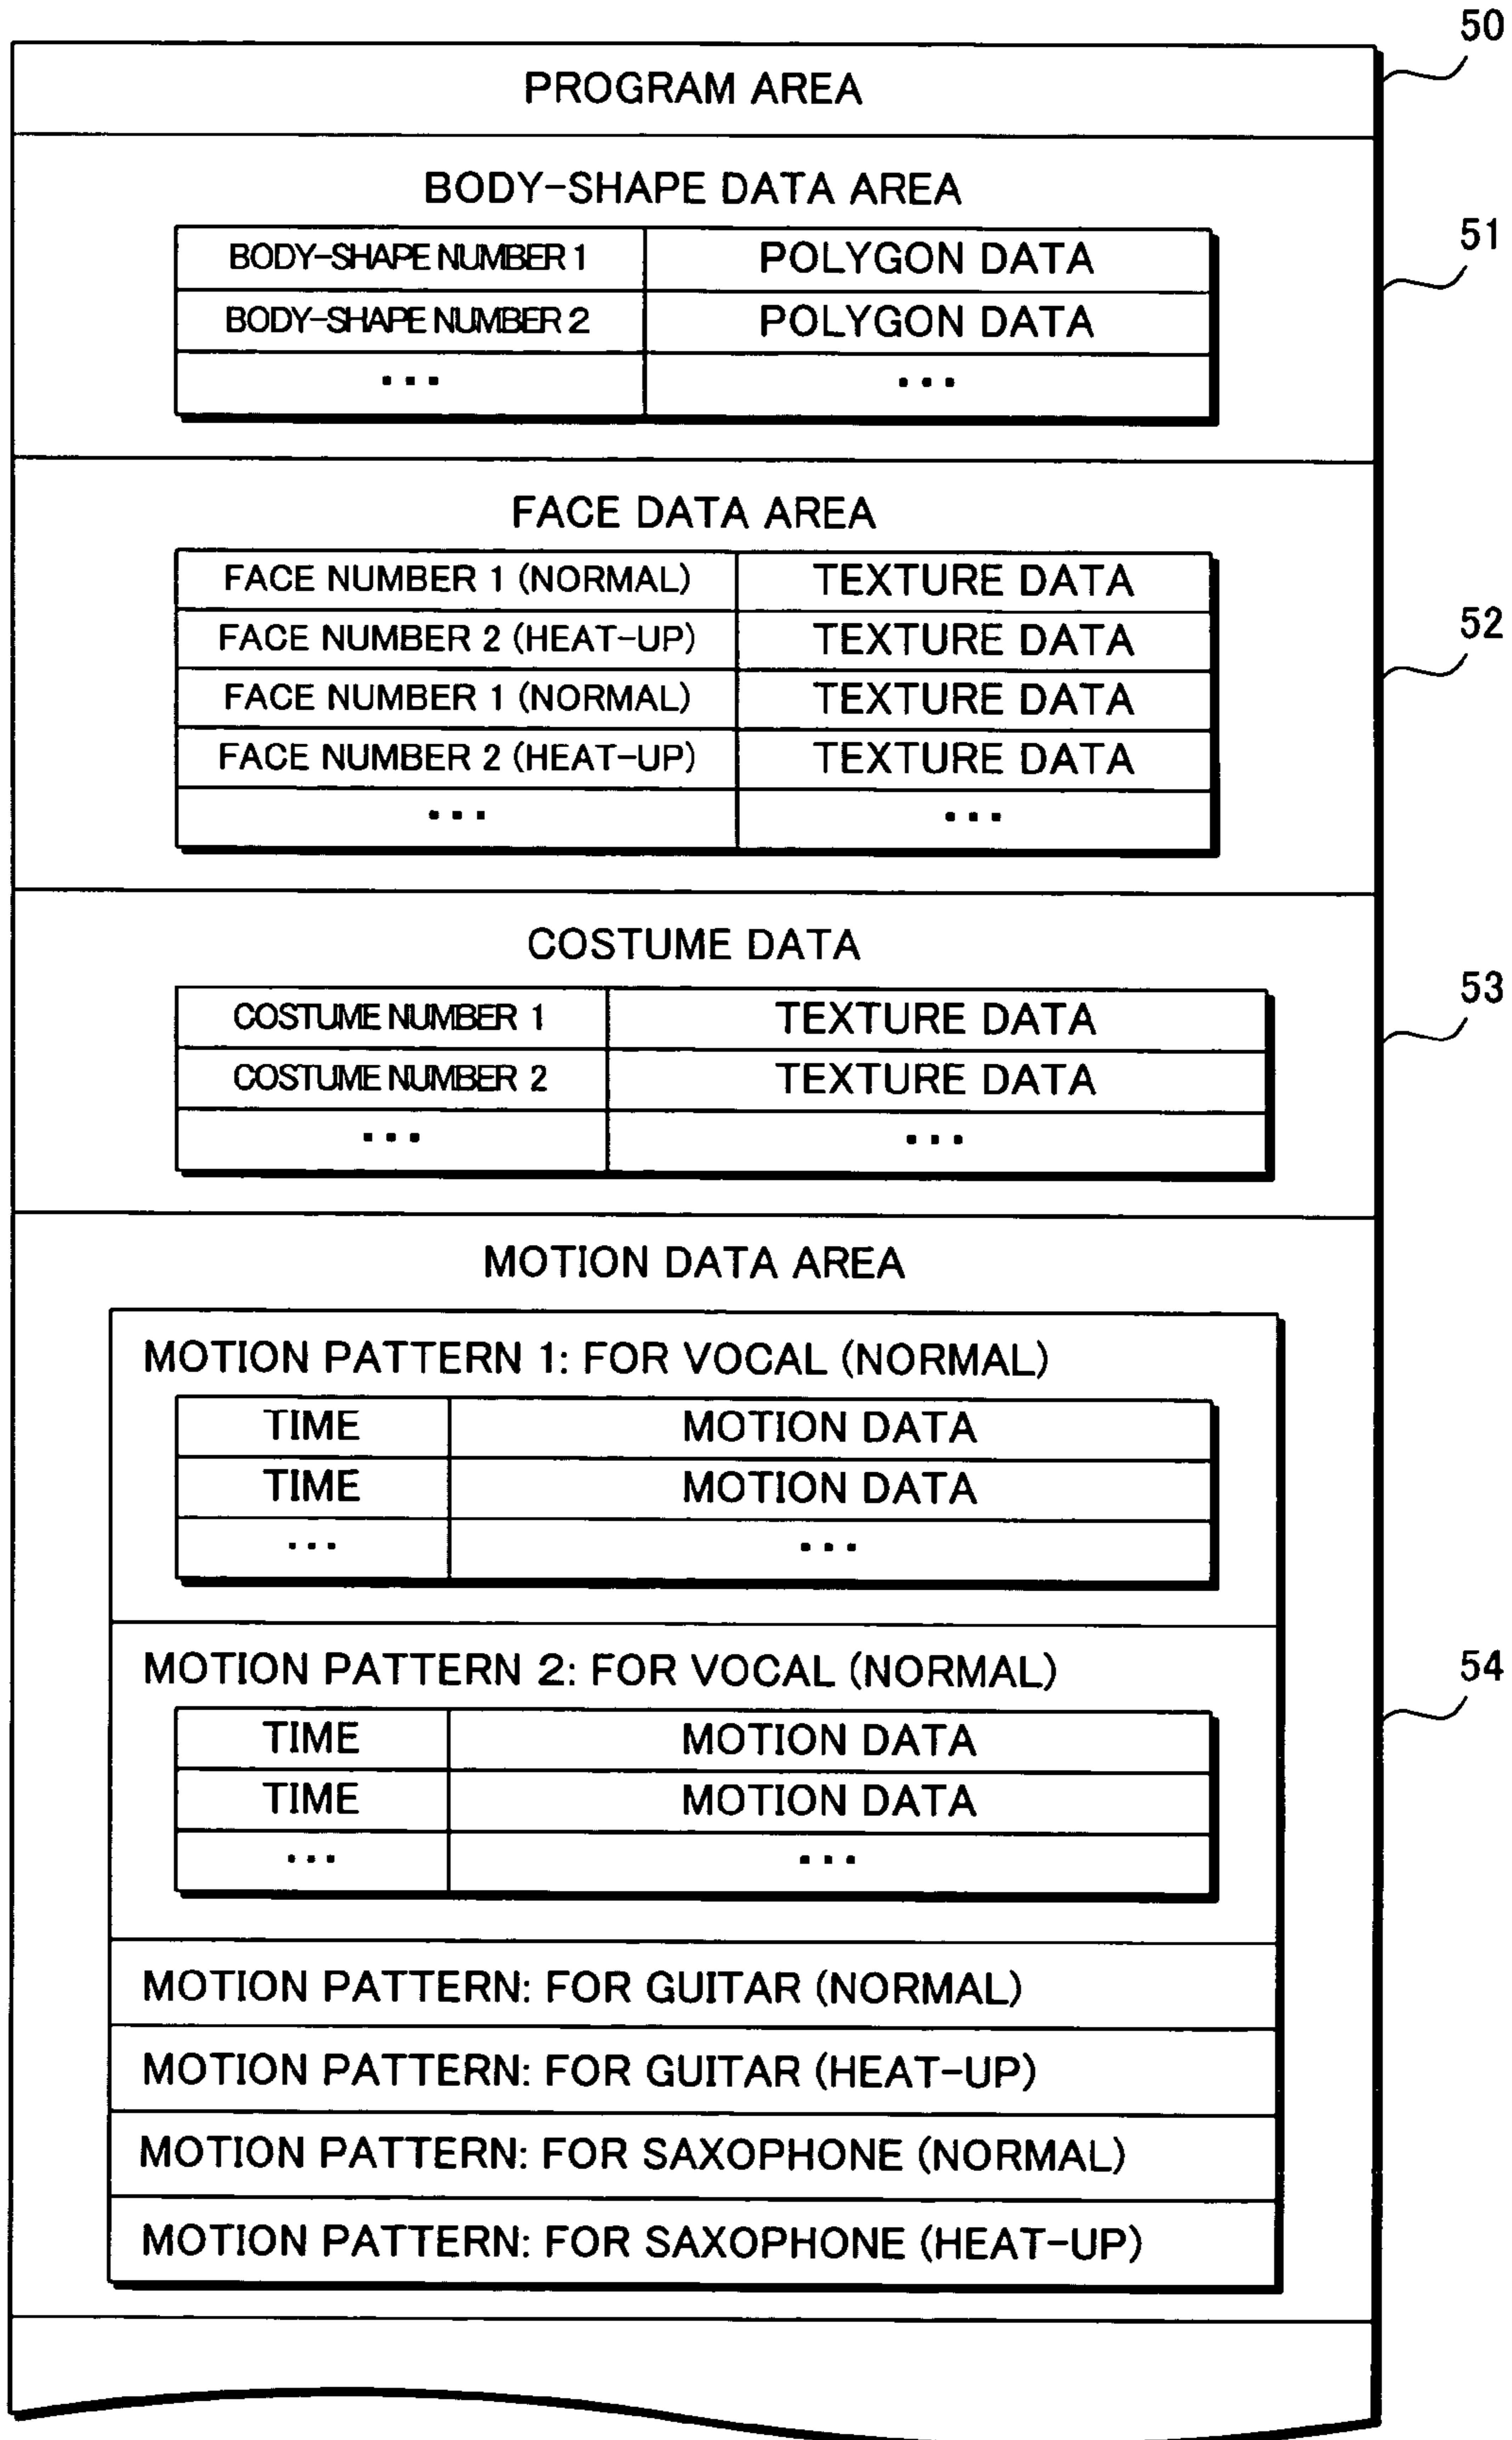 50
PROGRAM AREA
BODY-SHAPE DATA AREA
51
BODY-SHAPE NUMBER 1 POLYGON DATA
BODY-SHAPE NUMBER 2 POLYGON DATA
... ...
FACE DATA AREA
FACE NUMBER 1 (NORMAL) TEXTURE DATA
52
FACE NUMBER 2 (HEAT-UP) TEXTURE DATA
FACE NUMBER 1 (NORMAL) TEXTURE DATA
FACE NUMBER 2 (HEAT-UP) TEXTURE DATA
... ...
COSTUME DATA
53
COSTUME NUMBER 1 TEXTURE DATA
COSTUME NUMBER 2 TEXTURE DATA
... ...
MOTION DATA AREA
MOTION PATTERN 1: FOR VOCAL (NORMAL)
TIME MOTION DATA
TIME MOTION DATA
... ...
MOTION PATTERN 2: FOR VOCAL (NORMAL)
54
TIME MOTION DATA
TIME MOTION DATA
... ...
MOTION PATTERN: FOR GUITAR (NORMAL)
MOTION PATTERN: FOR GUITAR (HEAT-UP)
MOTION PATTERN: FOR SAXOPHONE (NORMAL)
MOTION PATTERN: FOR SAXOPHONE (HEAT-UP)